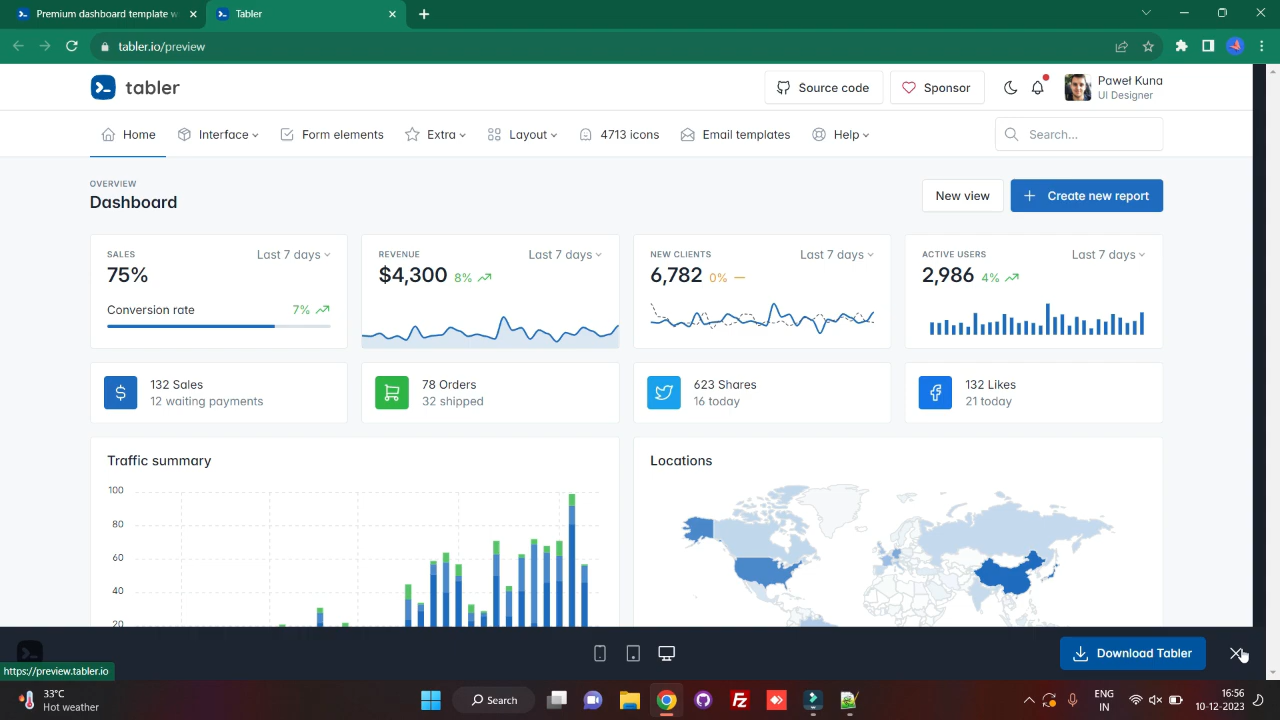 Premium dashboard template w
Tabler
tabler.io/preview
tabler
Source code
Sponsor
Paweł Kuna
UI Designer
Home
Interface
Form elements
Extra
Layout
4713 icons
Email templates
Help
Search...
OVERVIEW
Dashboard
New view
Create new report
SALES
Last 7 days
75%
Conversion rate
7%
REVENUE
Last 7 days
$4,300
8%
NEW CLIENTS
Last 7 days
6,782
0%
ACTIVE USERS
Last 7 days
2,986
4%
132 Sales
12 waiting payments
78 Orders
32 shipped
623 Shares
16 today
132 Likes
21 today
Traffic summary
100
80
60
40
20
Locations
Download Tabler
https://preview.tabler.io
33°C
Hot weather
Search
ENG
IN
16:56
10-12-2023